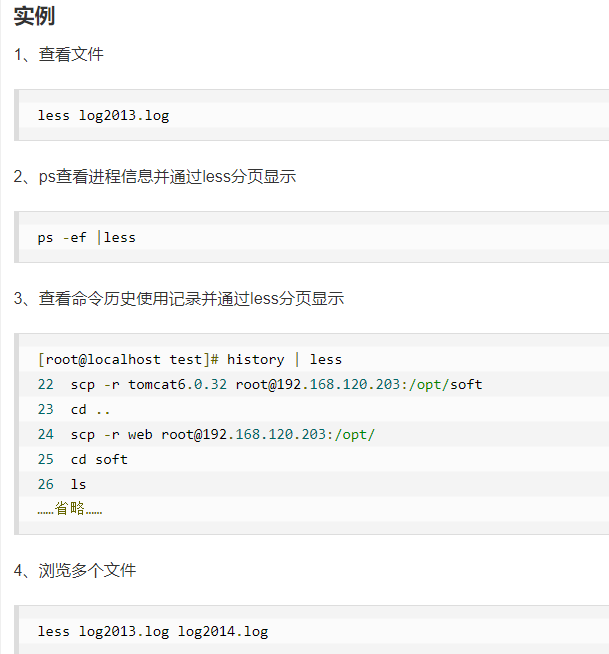 实例
1、查看文件
less log2013.log
2、ps查看进程信息并通过less分页显示
ps -ef |less
3、查看命令历史使用记录并通过less分页显示
[root@localhost test]# history | less
22  scp -r tomcat6.0.32 root@192.168.120.203:/opt/soft
23  cd ..
24  scp -r web root@192.168.120.203:/opt/
25  cd soft
26  ls
……省略……
4、浏览多个文件
less log2013.log log2014.log